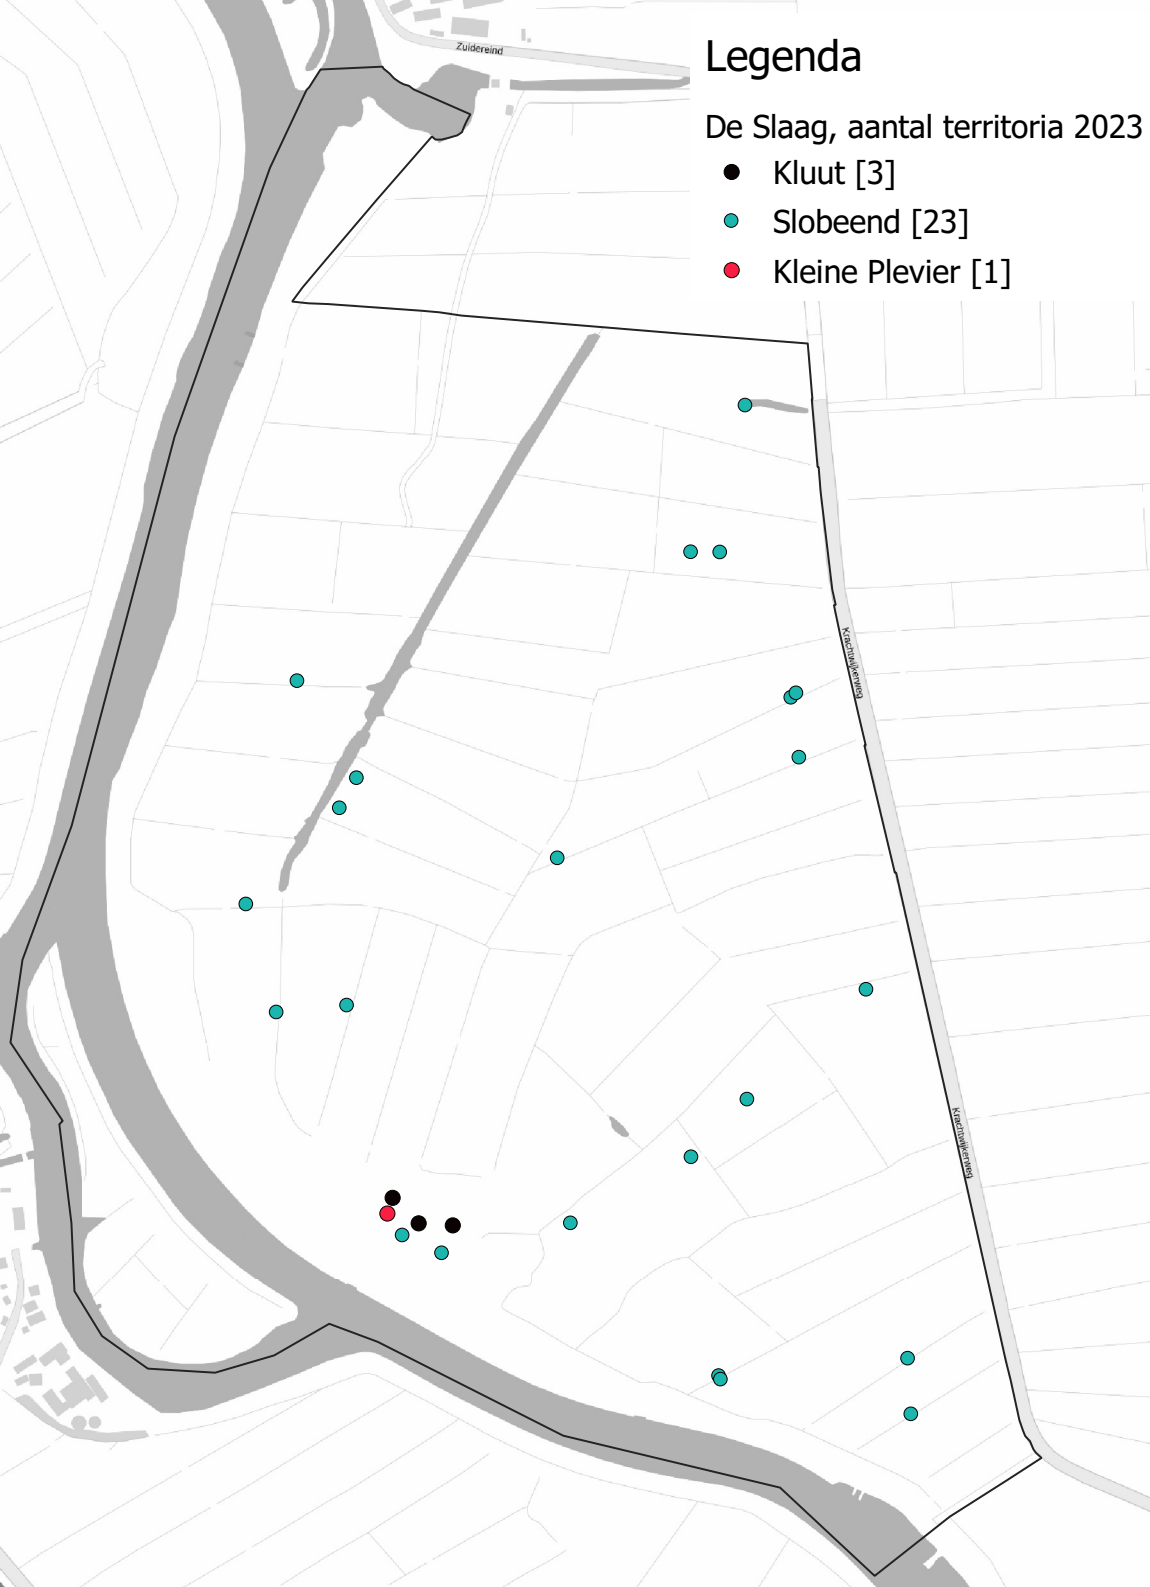 Zuidereind
Legenda
De Slaag, aantal territoria 2023
Kluut [3]
Slobeend [23]
Kleine Plevier [1]
Krachtwijkerweg
Krachtwijkerweg